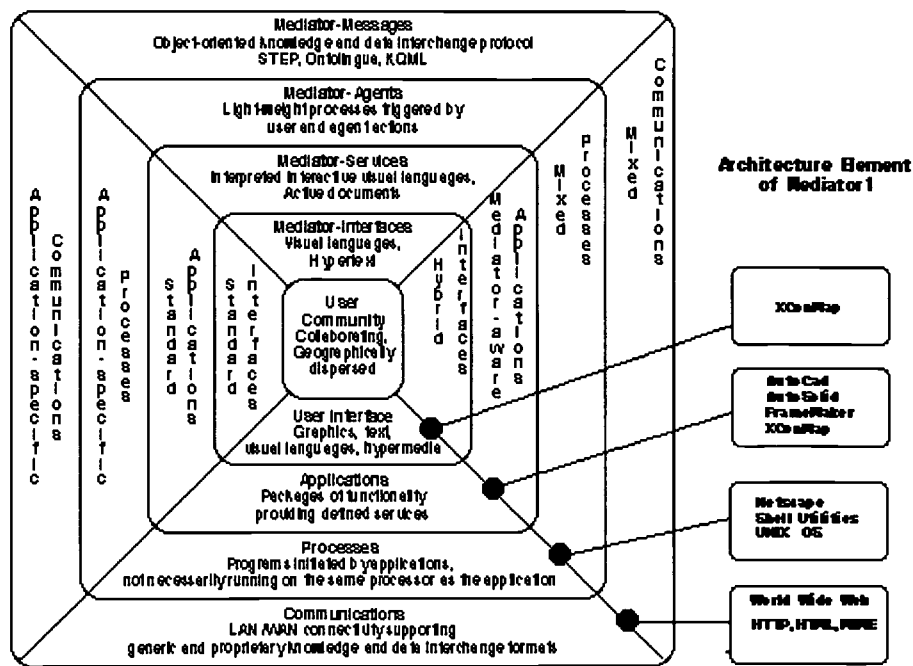 Mediator-Messages
Object-oriented knowledge and data interchange protocol
STEP, Ontolingua, KQML
Mediator-Agents
Light-weight processes triggered by
user and agent actions
Mediator-Services
Interpreted interactive visual languages,
Active documents
Mediator-Interfaces
Visual languages,
Hypertext
User
Community
Collaborating,
Geographically
dispersed
User Interface
Graphics, text,
visual languages, hypermedia
Applications
Packages of functionality
providing defined services
Processes
Programs initiated by applications,
not necessarily running on the same processor as the application
Communications
LAN/WAN connectivity supporting
generic and proprietary knowledge and data interchange formats
Application-specific
Communications
Application-specific
Processes
Standard
Applications
Standard
Interfaces
Hybrid
Interfaces
Mediator-aware
Applications
Mixed
Processes
Mixed
Communications
Architecture Element
of Mediator1
XConMap
AutoCad
AutoSolid
FrameMaker
XConMap
Netscape
Shell Utilities
UNIX OS
World Wide Web
HTTP, HTML, MIME